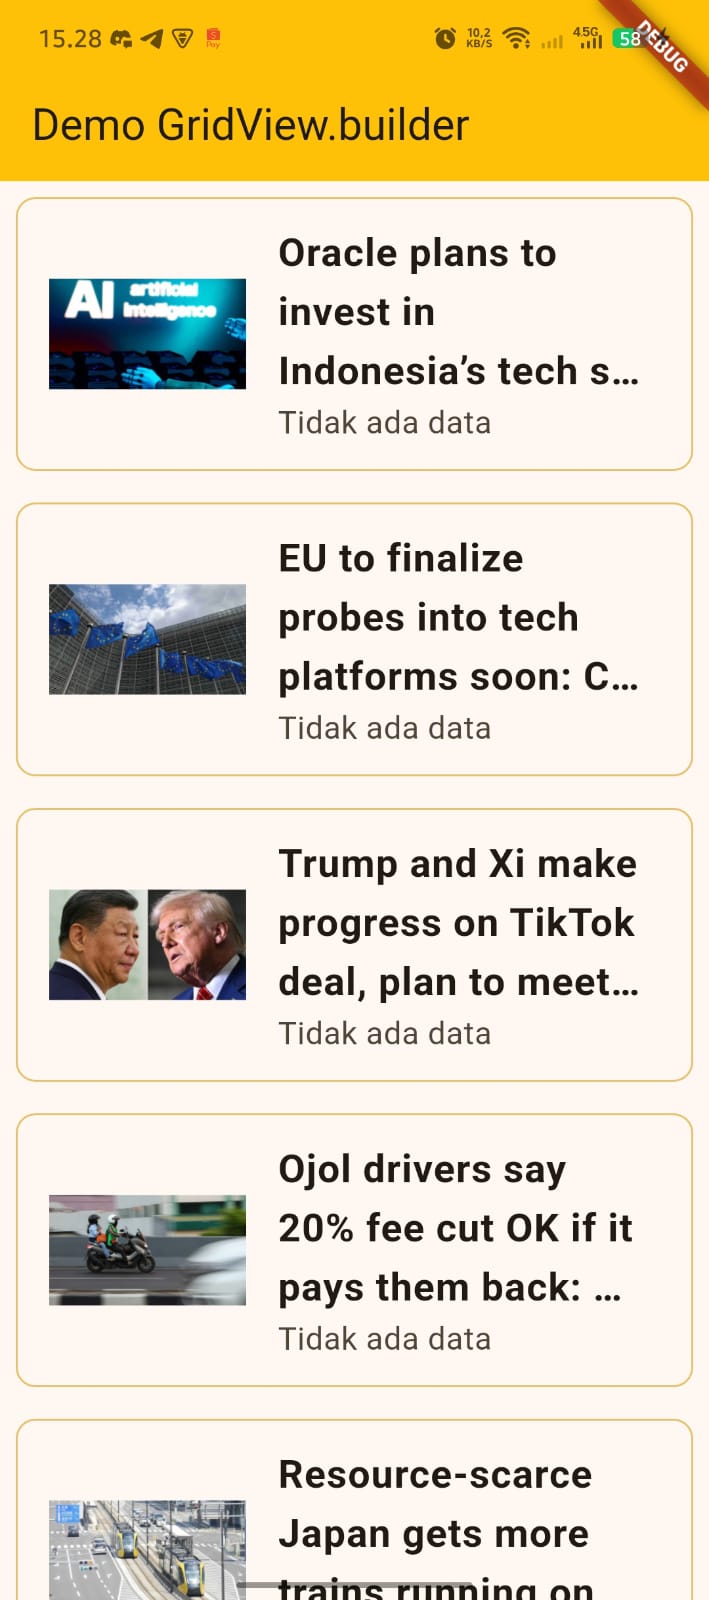 15.28
Pay
10,2
KB/S
4.5G
58
DEBUG
Demo GridView.builder
AI artificial
intelligence
Oracle plans to
invest in
Indonesia’s tech s...
Tidak ada data
EU to finalize
probes into tech
platforms soon: C...
Tidak ada data
Trump and Xi make
progress on TikTok
deal, plan to meet...
Tidak ada data
Ojol drivers say
20% fee cut OK if it
pays them back: ...
Tidak ada data
Resource-scarce
Japan gets more
trains running on